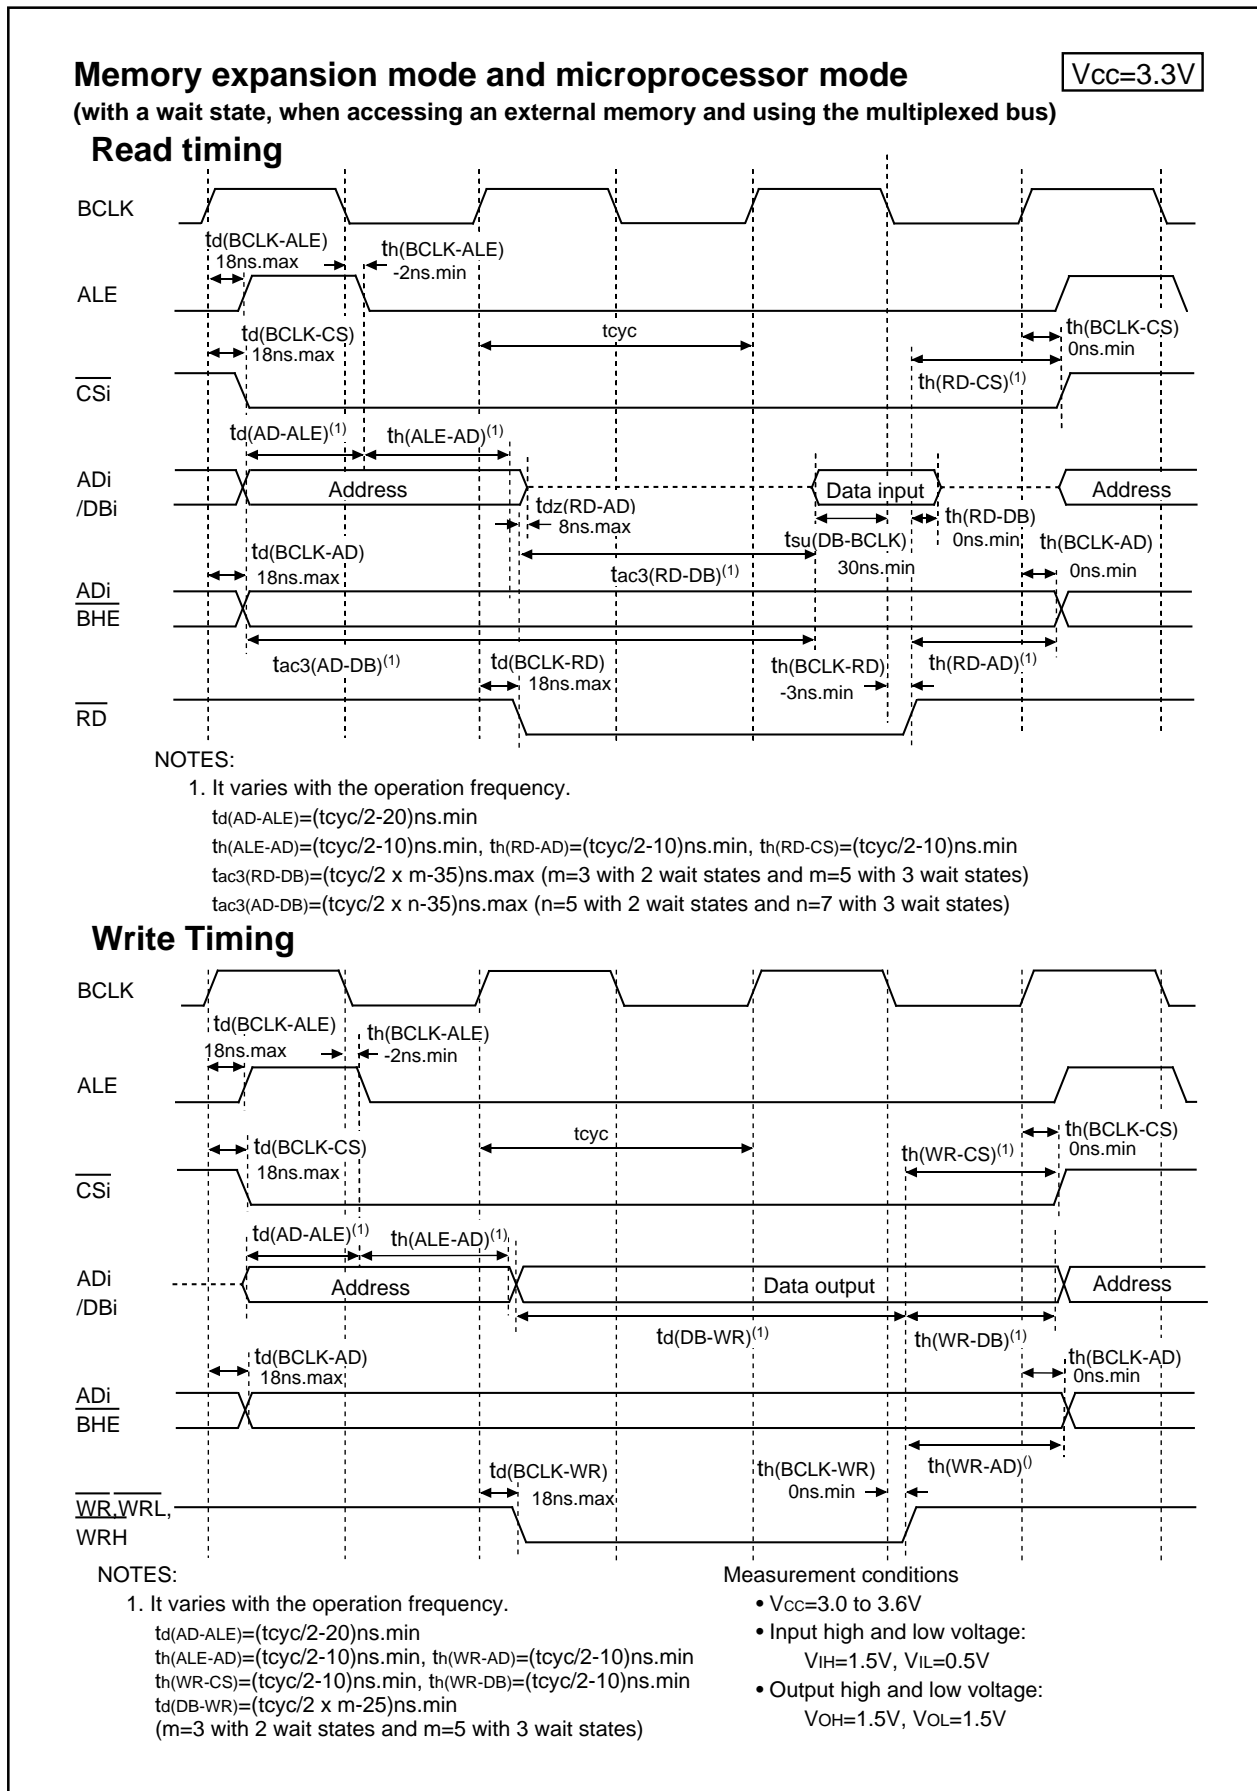 Memory expansion mode and microprocessor mode
Vcc=3.3V
(with a wait state, when accessing an external memory and using the multiplexed bus)
Read timing
BCLK
td(BCLK-ALE)
18ns.max
th(BCLK-ALE)
-2ns.min
ALE
td(BCLK-CS)
18ns.max
tcyc
th(BCLK-CS)
0ns.min
th(RD-CS)(1)
CSi
td(AD-ALE)(1)
th(ALE-AD)(1)
ADi
/DBi
Address
Data input
Address
tdz(RD-AD)
8ns.max
th(RD-DB)
0ns.min
tsu(DB-BCLK)
30ns.min
th(BCLK-AD)
0ns.min
td(BCLK-AD)
18ns.max
tac3(RD-DB)(1)
ADi
BHE
tac3(AD-DB)(1)
td(BCLK-RD)
18ns.max
th(BCLK-RD)
-3ns.min
th(RD-AD)(1)
RD
NOTES:
1. It varies with the operation frequency.
td(AD-ALE)=(tcyc/2-20)ns.min
th(ALE-AD)=(tcyc/2-10)ns.min, th(RD-AD)=(tcyc/2-10)ns.min, th(RD-CS)=(tcyc/2-10)ns.min
tac3(RD-DB)=(tcyc/2 x m-35)ns.max (m=3 with 2 wait states and m=5 with 3 wait states)
tac3(AD-DB)=(tcyc/2 x n-35)ns.max (n=5 with 2 wait states and n=7 with 3 wait states)
Write Timing
BCLK
td(BCLK-ALE)
18ns.max
th(BCLK-ALE)
-2ns.min
ALE
td(BCLK-CS)
18ns.max
tcyc
th(BCLK-CS)
0ns.min
th(WR-CS)(1)
CSi
td(AD-ALE)(1)
th(ALE-AD)(1)
ADi
/DBi
Address
Data output
Address
td(DB-WR)(1)
th(WR-DB)(1)
td(BCLK-AD)
18ns.max
th(BCLK-AD)
0ns.min
ADi
BHE
td(BCLK-WR)
18ns.max
th(BCLK-WR)
0ns.min
th(WR-AD)()
WR,WRL,
WRH
NOTES:
1. It varies with the operation frequency.
td(AD-ALE)=(tcyc/2-20)ns.min
th(ALE-AD)=(tcyc/2-10)ns.min, th(WR-AD)=(tcyc/2-10)ns.min
th(WR-CS)=(tcyc/2-10)ns.min, th(WR-DB)=(tcyc/2-10)ns.min
td(DB-WR)=(tcyc/2 x m-25)ns.min
(m=3 with 2 wait states and m=5 with 3 wait states)
Measurement conditions
• VCC=3.0 to 3.6V
• Input high and low voltage:
VIH=1.5V, VIL=0.5V
• Output high and low voltage:
VOH=1.5V, VOL=1.5V